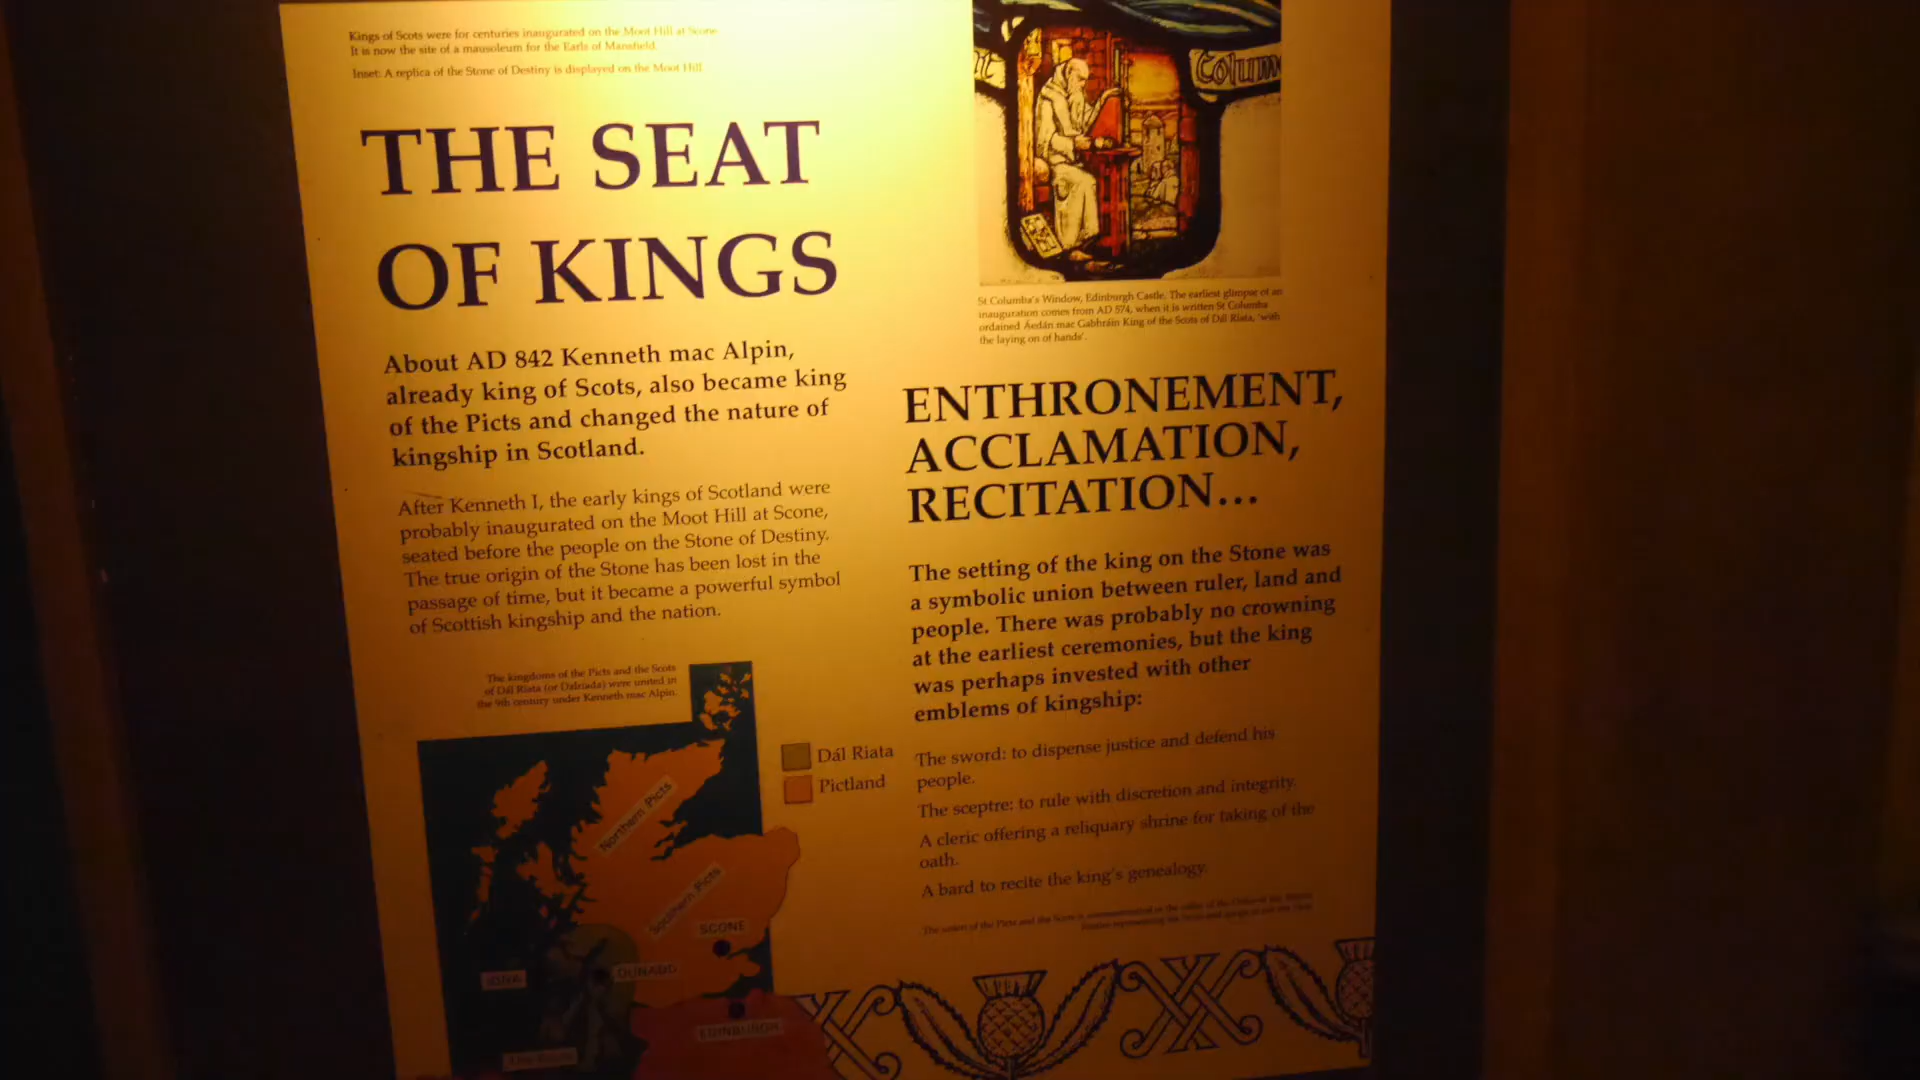 Kings of Scots were for centuries inaugurated on the Moot Hill at Scone.
It is now the site of a mausoleum for the Earls of Mansfield.
Inset: A replica of the Stone of Destiny is displayed on the Moot Hill.
THE SEAT
OF KINGS
About AD 842 Kenneth mac Alpin,
already king of Scots, also became king
of the Picts and changed the nature of
kingship in Scotland.
After Kenneth I, the early kings of Scotland were
probably inaugurated on the Moot Hill at Scone,
seated before the people on the Stone of Destiny.
The true origin of the Stone has been lost in the
passage of time, but it became a powerful symbol
of Scottish kingship and the nation.
The kingdoms of the Picts and the Scots
of Dál Riata (or Dalriada) were united in
the 9th century under Kenneth mac Alpin.
Dál Riata
Pictland
Northern Picts
Southern Picts
SCONE
DUNADD
IONA
EDINBURGH
Colum
St Columba's Window, Edinburgh Castle. The earliest glimpse of an
inauguration comes from AD 574, when it is written St Columba
ordained Áedán mac Gabhráin King of the Scots of Dál Riata, 'with
the laying on of hands'.
ENTHRONEMENT,
ACCLAMATION,
RECITATION...
The setting of the king on the Stone was
a symbolic union between ruler, land and
people. There was probably no crowning
at the earliest ceremonies, but the king
was perhaps invested with other
emblems of kingship:
The sword: to dispense justice and defend his
people.
The sceptre: to rule with discretion and integrity.
A cleric offering a reliquary shrine for taking of the
oath.
A bard to recite the king's genealogy.
The union of the Picts and the Scots is